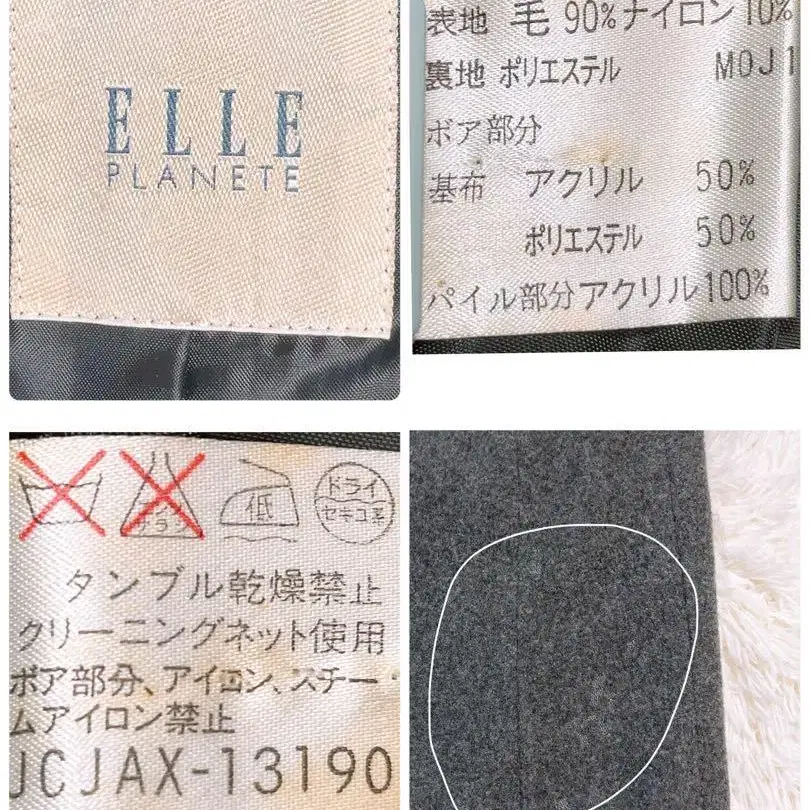 ELLE
PLANETE
表地 毛 90% ナイロン 10%
裏地 ポリエステル MOJ1
ボア部分
基布 アクリル 50%
ポリエステル 50%
パイル部分アクリル100%
低 ドライ
セキユ系
タンブル乾燥禁止
クリーニングネット使用
ボア部分、アイロン、スチー・
ムアイロン禁止
JCJAX-13190